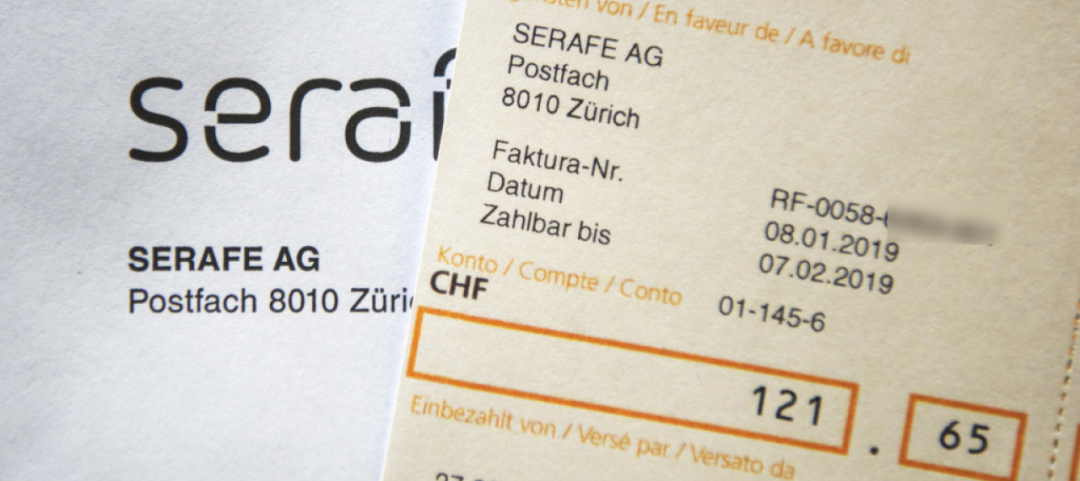 seraf
SERAFE AG
Postfach 8010 Züri
von / En faveur de / A favore di
SERAFE AG
Postfach
8010 Zürich
Faktura-Nr. RF-0058-
Datum 08.01.2019
Zahlbar bis 07.02.2019
Konto / Compte / Conto 01-145-6
CHF
121 . 65
Einbezahlt von / Versé par / Versato da